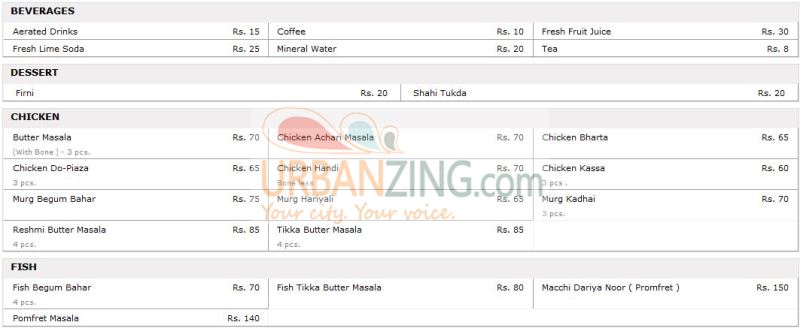 BEVERAGES
Aerated Drinks Rs. 15 Coffee Rs. 10 Fresh Fruit Juice Rs. 30
Fresh Lime Soda Rs. 25 Mineral Water Rs. 20 Tea Rs. 8
DESSERT
Firni Rs. 20 Shahi Tukda Rs. 20
CHICKEN
Butter Masala Rs. 70 Chicken Achari Masala Rs. 70 Chicken Bharta Rs. 65
(With Bone ) - 3 pcs.
Chicken Do-Piaza Rs. 65 Chicken Handi Rs. 70 Chicken Kassa Rs. 60
3 pcs. Bone less 3 pcs .
URBANZING.com
Murg Begum Bahar Rs. 75 Murg Hariyali Rs. 65 Murg Kadhai Rs. 70
3 pcs.
Your city. Your voice.
Reshmi Butter Masala Rs. 85 Tikka Butter Masala Rs. 85
4 pcs. 4 pcs.
FISH
Fish Begum Bahar Rs. 70 Fish Tikka Butter Masala Rs. 80 Macchi Dariya Noor ( Promfret ) Rs. 150
4 pcs.
Pomfret Masala Rs. 140